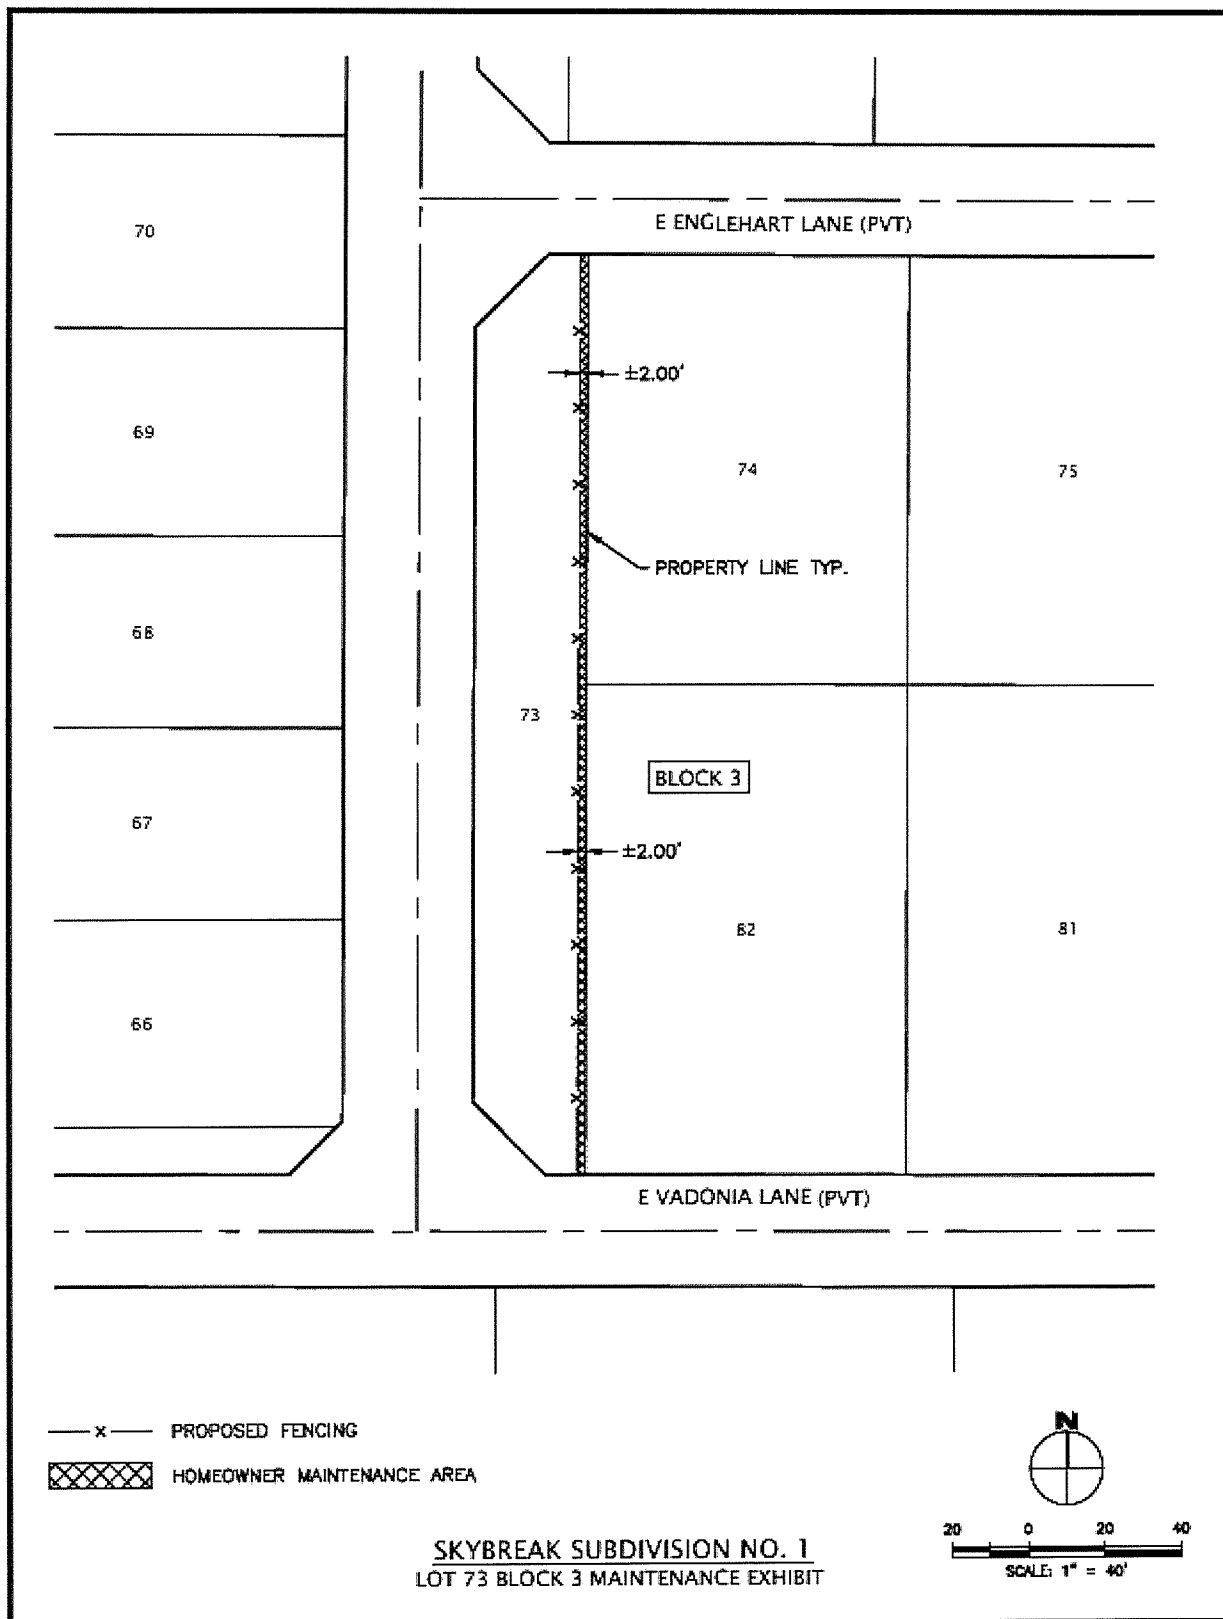 70
E ENGLEHART LANE (PVT)
±2.00'
69
74
75
PROPERTY LINE TYP.
68
73
BLOCK 3
67
±2.00'
82
81
66
E VADONIA LANE (PVT)
x PROPOSED FENCING
HOMEOWNER MAINTENANCE AREA
N
20 0 20 40
SCALE: 1" = 40'
SKYBREAK SUBDIVISION NO. 1
LOT 73 BLOCK 3 MAINTENANCE EXHIBIT